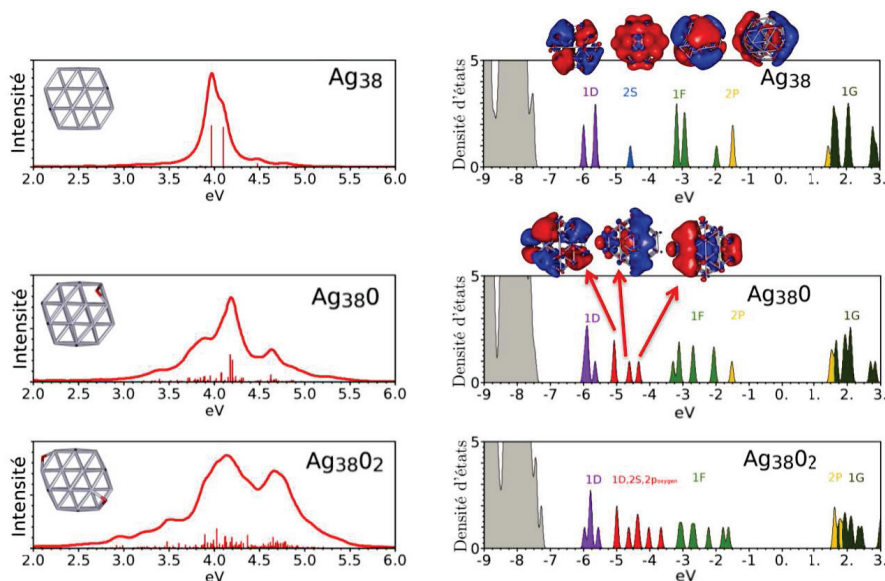 Intensité
Ag38
2.0 2.5 3.0 3.5 4.0 4.5 5.0 5.5 6.0
eV
Densité d'états
5
0
1D 2S 1F 2P 1G
Ag38
-9 -8 -7 -6 -5 -4 -3 -2 -1 0. 1. 2. 3.
eV
Intensité
Ag38O
2.0 2.5 3.0 3.5 4.0 4.5 5.0 5.5 6.0
eV
Densité d'états
5
0
1D 1F 2P 1G
Ag38O
-9 -8 -7 -6 -5 -4 -3 -2 -1 0 1 2 3
eV
Intensité
Ag38O2
2.0 2.5 3.0 3.5 4.0 4.5 5.0 5.5 6.0
eV
Densité d'états
5
0
1D 1D,2S,2poxygen 1F 2P 1G
Ag38O2
-9 -8 -7 -6 -5 -4 -3 -2 -1 0 1 2 3
eV